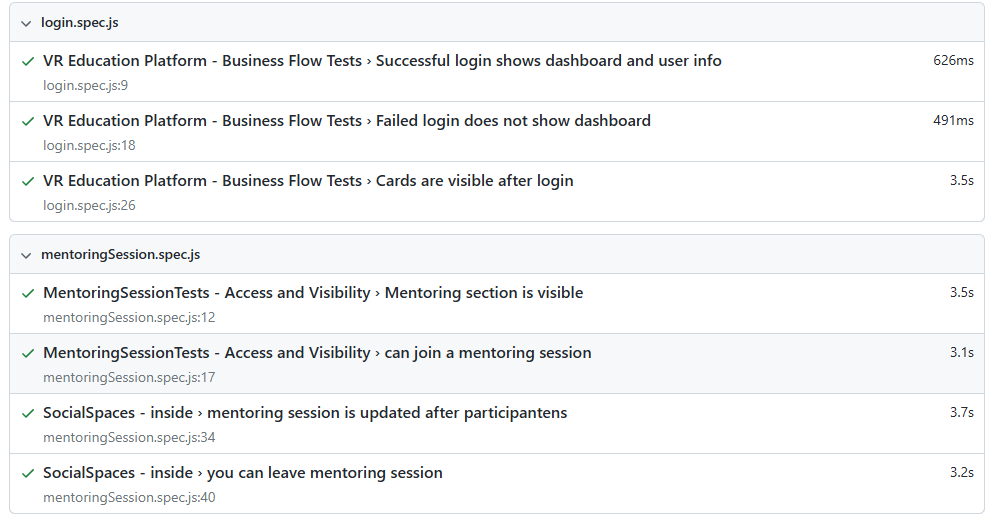 login.spec.js
VR Education Platform - Business Flow Tests › Successful login shows dashboard and user info 626ms
login.spec.js:9
VR Education Platform - Business Flow Tests › Failed login does not show dashboard 491ms
login.spec.js:18
VR Education Platform - Business Flow Tests › Cards are visible after login 3.5s
login.spec.js:26
mentoringSession.spec.js
MentoringSessionTests - Access and Visibility › Mentoring section is visible 3.5s
mentoringSession.spec.js:12
MentoringSessionTests - Access and Visibility › can join a mentoring session 3.1s
mentoringSession.spec.js:17
SocialSpaces - inside › mentoring session is updated after participantens 3.7s
mentoringSession.spec.js:34
SocialSpaces - inside › you can leave mentoring session 3.2s
mentoringSession.spec.js:40